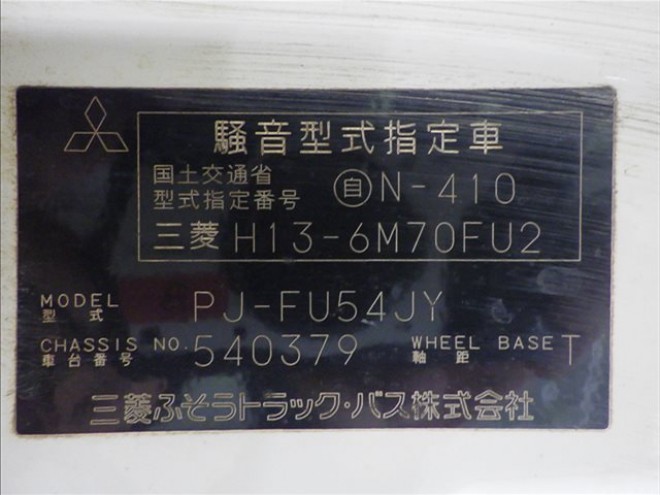 騒音型式指定車
国土交通省
型式指定番号 自N-410
三菱 H13-6M70FU2
MODEL
型式 PJ-FU54JY
CHASSIS NO.
車台番号 540379 WHEEL BASE
軸距 T
三菱ふそうトラック・バス株式会社